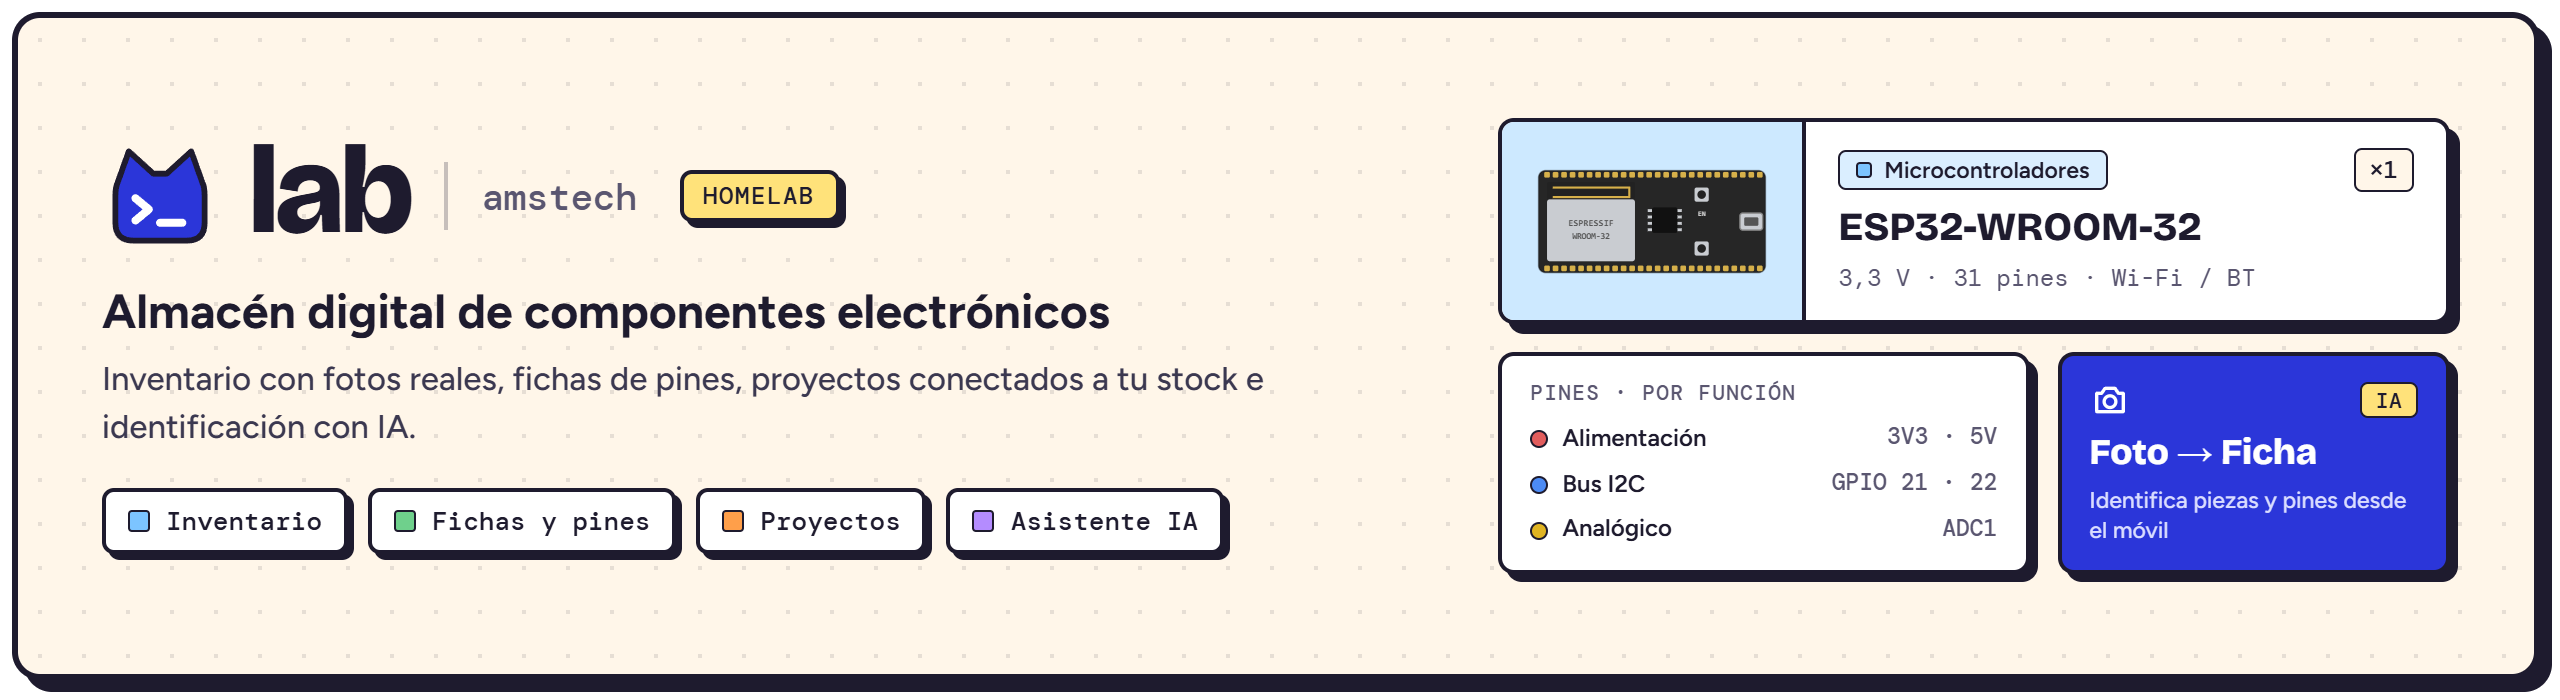 lab
amstech
HOMELAB
Almacén digital de componentes electrónicos
Inventario con fotos reales, fichas de pines, proyectos conectados a tu stock e
identificación con IA.
Inventario
Fichas y pines
Proyectos
Asistente IA
ESPRESSIF
WROOM-32
EN
Microcontroladores
×1
ESP32-WROOM-32
3,3 V · 31 pines · Wi-Fi / BT
PINES · POR FUNCIÓN
Alimentación 3V3 · 5V
Bus I2C GPIO 21 · 22
Analógico ADC1
IA
Foto → Ficha
Identifica piezas y pines desde
el móvil